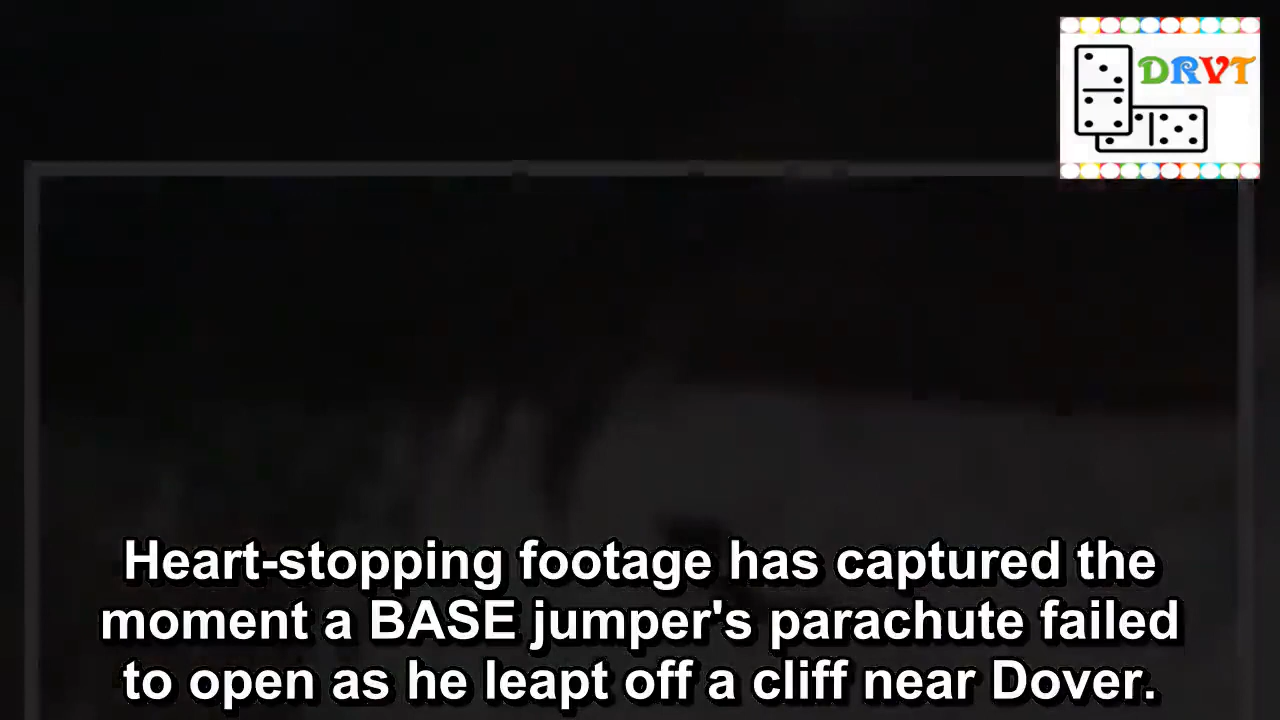 DRVT
Heart-stopping footage has captured the
moment a BASE jumper's parachute failed
to open as he leapt off a cliff near Dover.